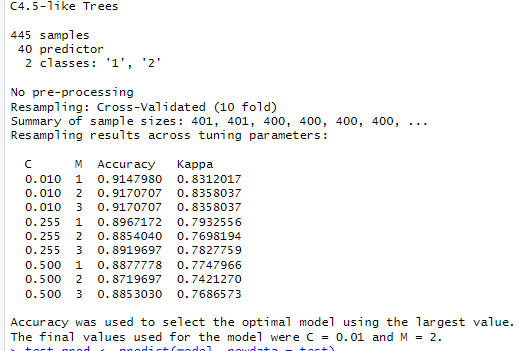 C4.5-like Trees
445 samples
40 predictor
2 classes: '1', '2'
No pre-processing
Resampling: Cross-Validated (10 fold)
Summary of sample sizes: 401, 401, 400, 400, 400, 400, ...
Resampling results across tuning parameters:
C M Accuracy Kappa
0.010 1 0.9147980 0.8312017
0.010 2 0.9170707 0.8358037
0.010 3 0.9170707 0.8358037
0.255 1 0.8967172 0.7932556
0.255 2 0.8854040 0.7698194
0.255 3 0.8919697 0.7827759
0.500 1 0.8877778 0.7747966
0.500 2 0.8719697 0.7421270
0.500 3 0.8853030 0.7686573
Accuracy was used to select the optimal model using the largest value.
The final values used for the model were C = 0.01 and M = 2.
> test_pred <- predict(model, newdata = test)